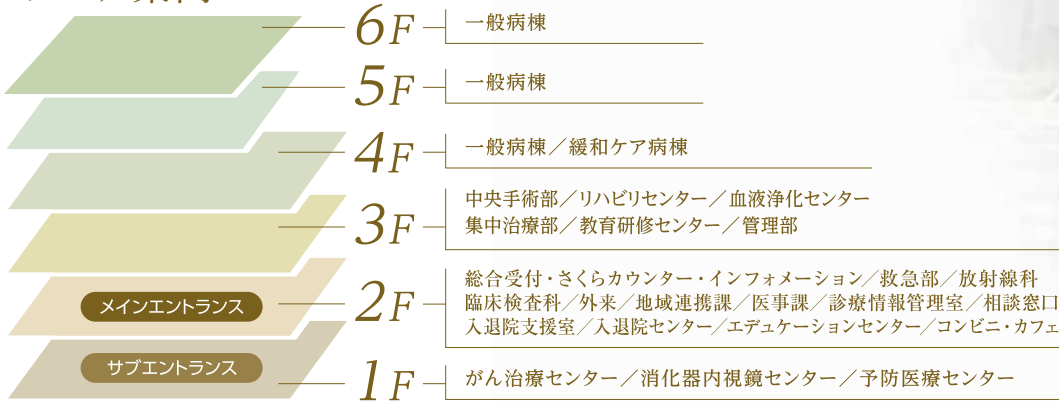 6F 一般病棟
5F 一般病棟
4F 一般病棟／緩和ケア病棟
3F 中央手術部／リハビリセンター／血液浄化センター
集中治療部／教育研修センター／管理部
メインエントランス
2F 総合受付・さくらカウンター・インフォメーション／救急部／放射線科
臨床検査科／外来／地域連携課／医事課／診療情報管理室／相談窓口
入退院支援室／入退院センター／エデュケーションセンター／コンビニ・カフェ
サブエントランス
1F がん治療センター／消化器内視鏡センター／予防医療センター